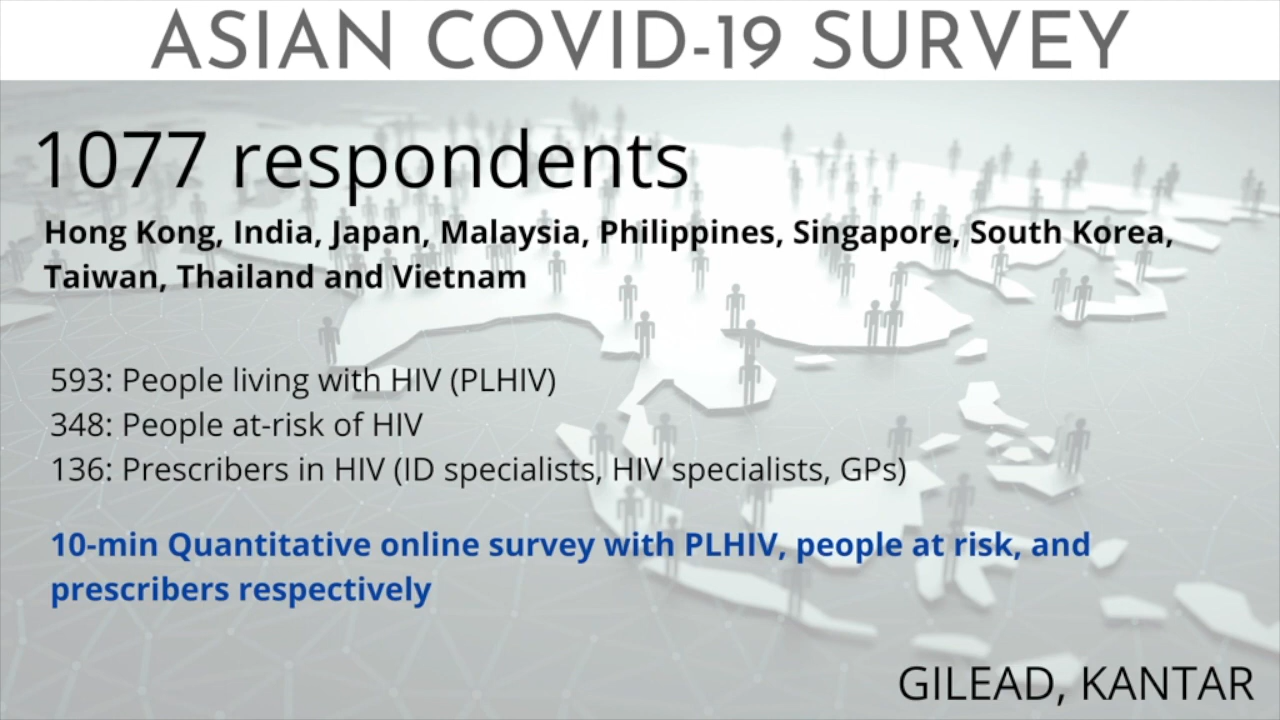 ASIAN COVID-19 SURVEY
1077 respondents
Hong Kong, India, Japan, Malaysia, Philippines, Singapore, South Korea,
Taiwan, Thailand and Vietnam
593: People living with HIV (PLHIV)
348: People at-risk of HIV
136: Prescribers in HIV (ID specialists, HIV specialists, GPs)
10-min Quantitative online survey with PLHIV, people at risk, and
prescribers respectively
GILEAD, KANTAR